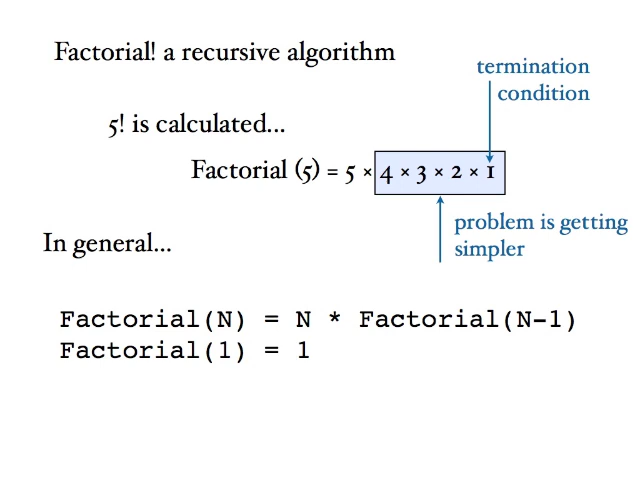 Factorial! a recursive algorithm
termination
condition
5! is calculated...
Factorial (5) = 5 × 4 × 3 × 2 × 1
problem is getting
simpler
In general...
Factorial(N) = N * Factorial(N-1)
Factorial(1) = 1